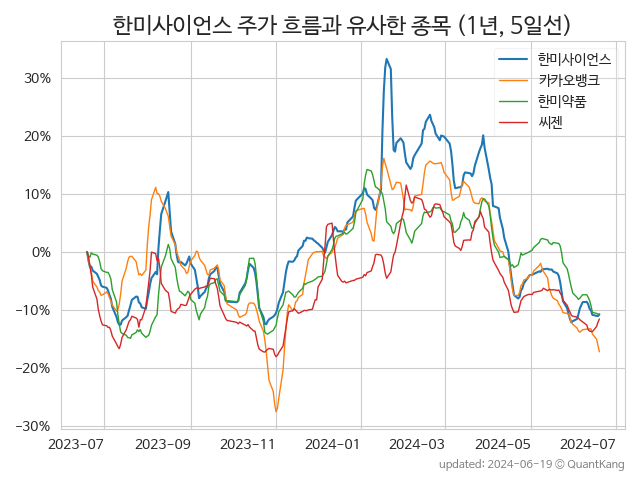 한미사이언스 주가 흐름과 유사한 종목 (1년, 5일선)
한미사이언스
카카오뱅크
한미약품
씨젠
30%
20%
10%
0%
−10%
−20%
−30%
2023-07 2023-09 2023-11 2024-01 2024-03 2024-05 2024-07
updated: 2024-06-19 © QuantKang